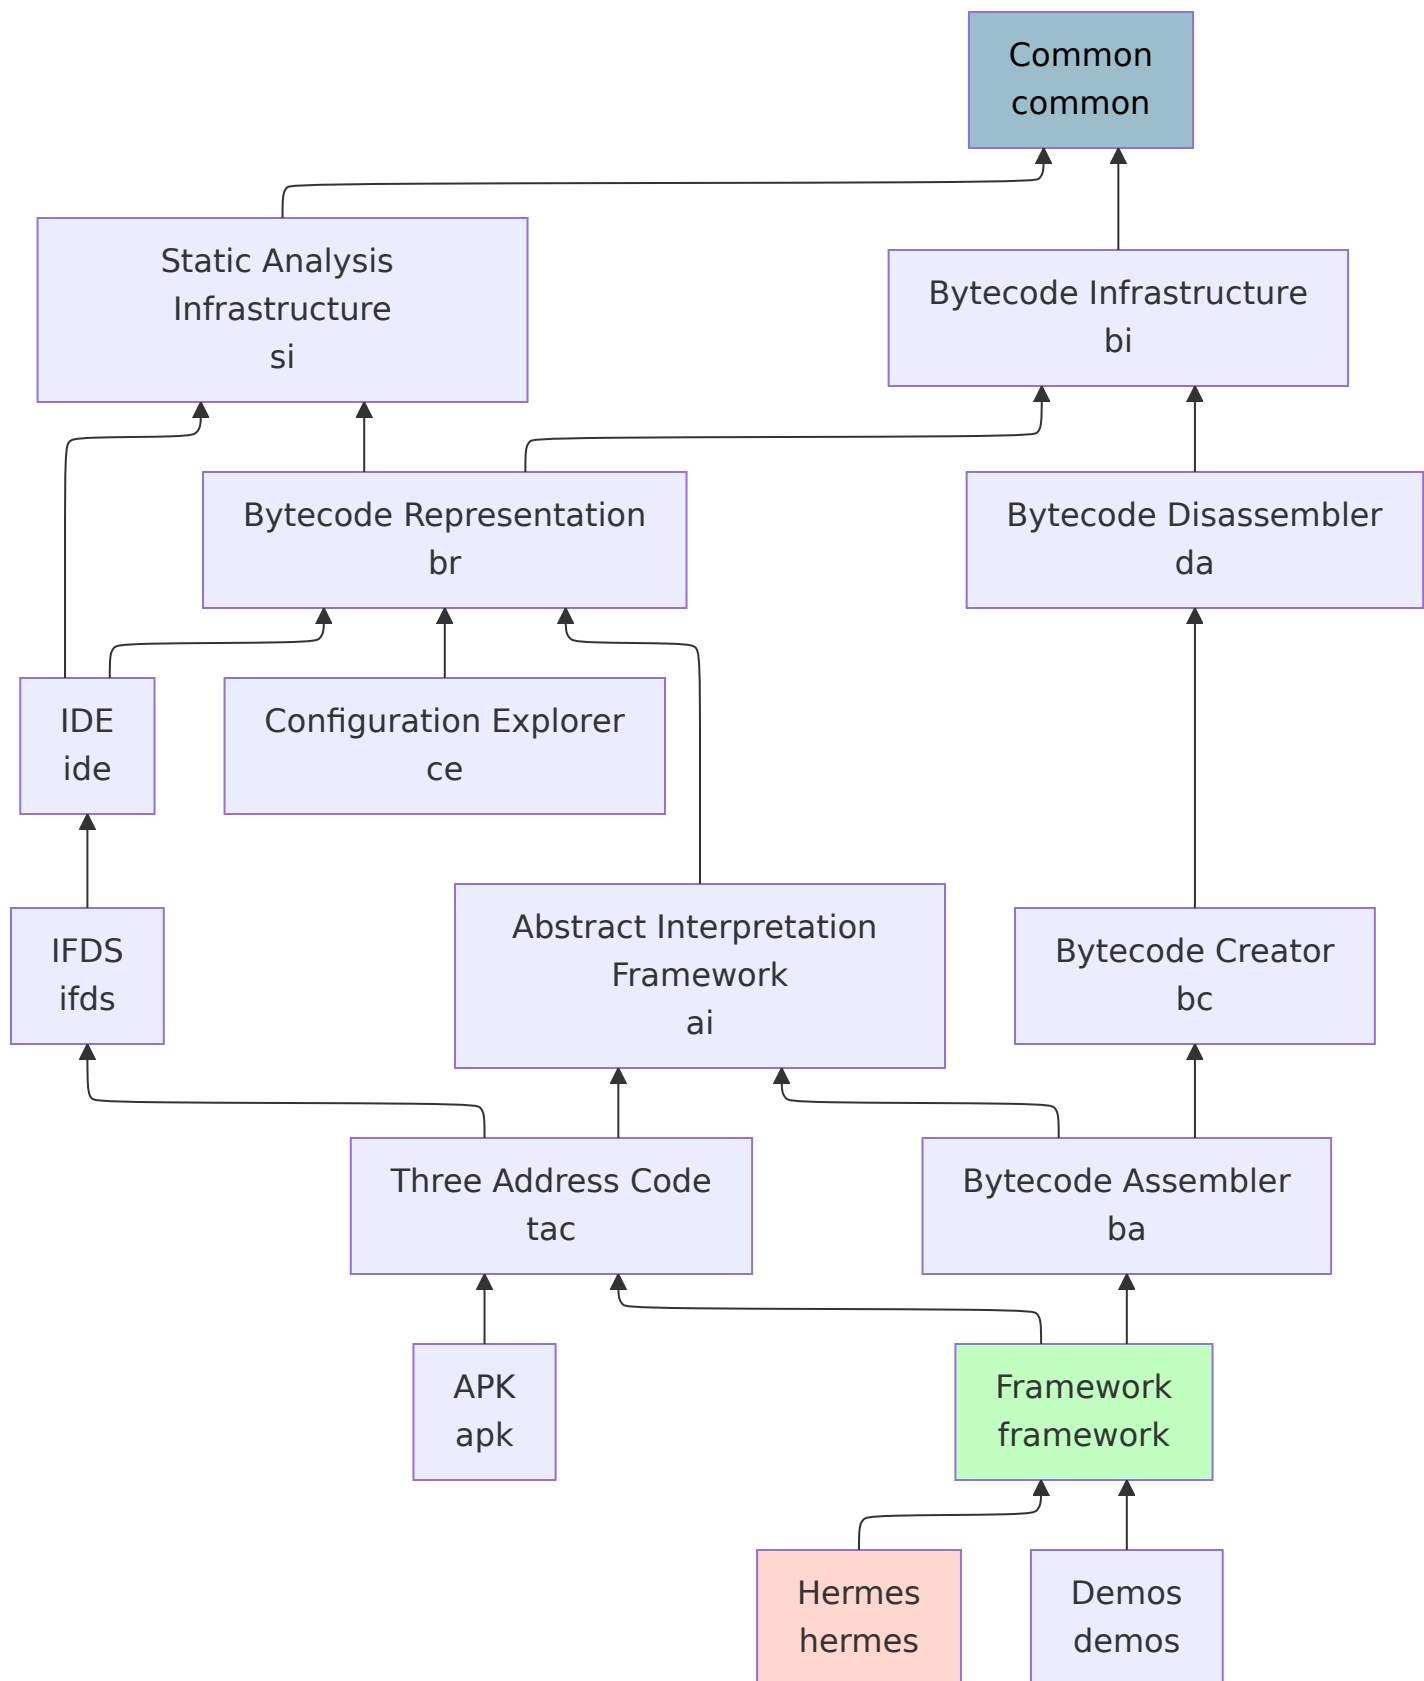 Common
common
Static Analysis
Infrastructure
si
Bytecode Infrastructure
bi
Bytecode Representation
br
Bytecode Disassembler
da
IDE
ide
Configuration Explorer
ce
IFDS
ifds
Abstract Interpretation
Framework
ai
Bytecode Creator
bc
Three Address Code
tac
Bytecode Assembler
ba
APK
apk
Framework
framework
Hermes
hermes
Demos
demos